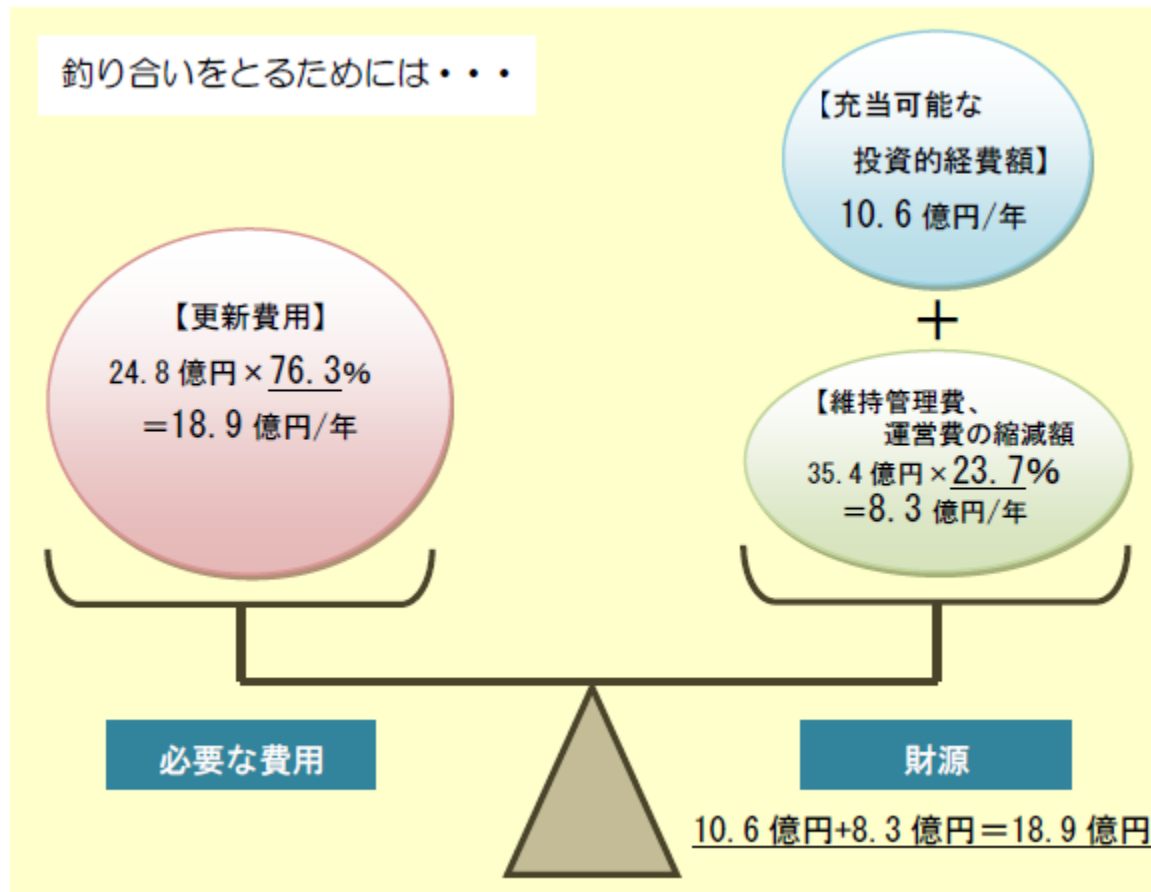 釣り合いをとるためには・・・
【更新費用】
24.8億円×76.3%
＝18.9億円/年
【充当可能な
投資的経費額】
10.6億円/年
＋
【維持管理費、
運営費の縮減額
35.4億円×23.7%
＝8.3億円/年
必要な費用
財源
10.6億円+8.3億円＝18.9億円